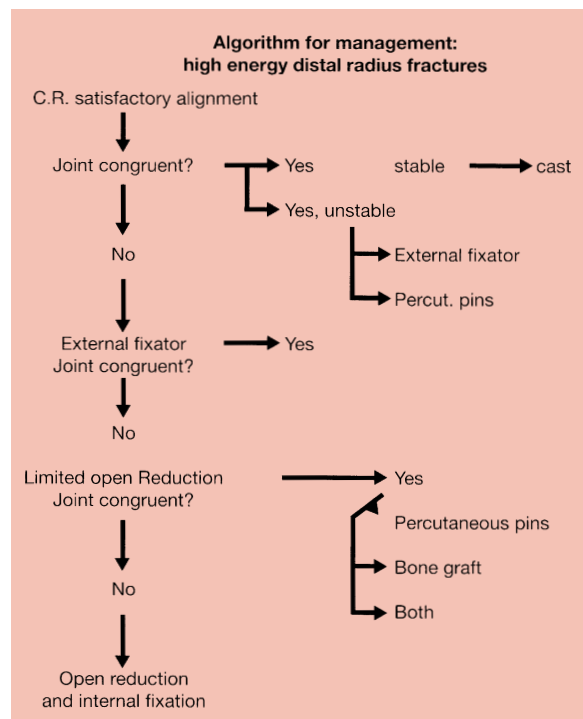 Algorithm for management:
high energy distal radius fractures
C.R. satisfactory alignment
Joint congruent?
Yes
stable
cast
Yes, unstable
No
External fixator
Percut. pins
External fixator
Joint congruent?
Yes
No
Limited open Reduction
Joint congruent?
Yes
Percutaneous pins
Bone graft
No
Both
Open reduction
and internal fixation